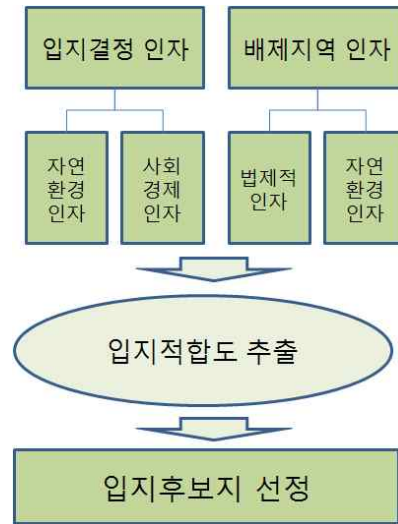 입지결정 인자
배제지역 인자
자연
환경
인자
사회
경제
인자
법제적
인자
자연
환경
인자
입지적합도 추출
입지후보지 선정